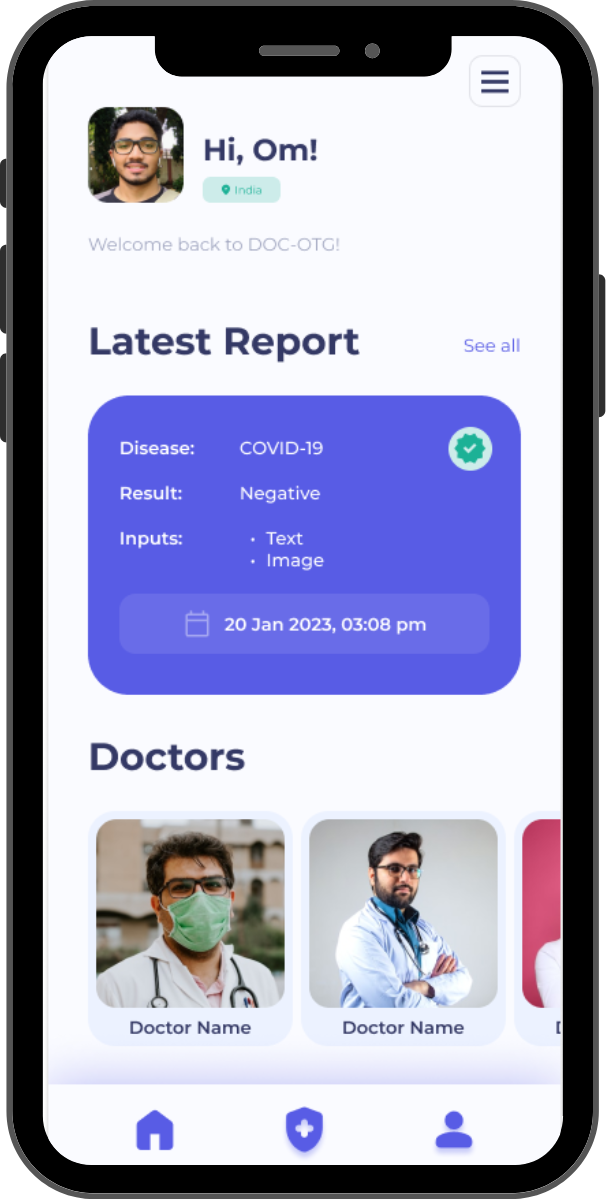 Hi, Om!
India
Welcome back to DOC-OTG!
Latest Report
See all
Disease: COVID-19
Result: Negative
Inputs: • Text
• Image
20 Jan 2023, 03:08 pm
Doctors
Doctor Name
Doctor Name